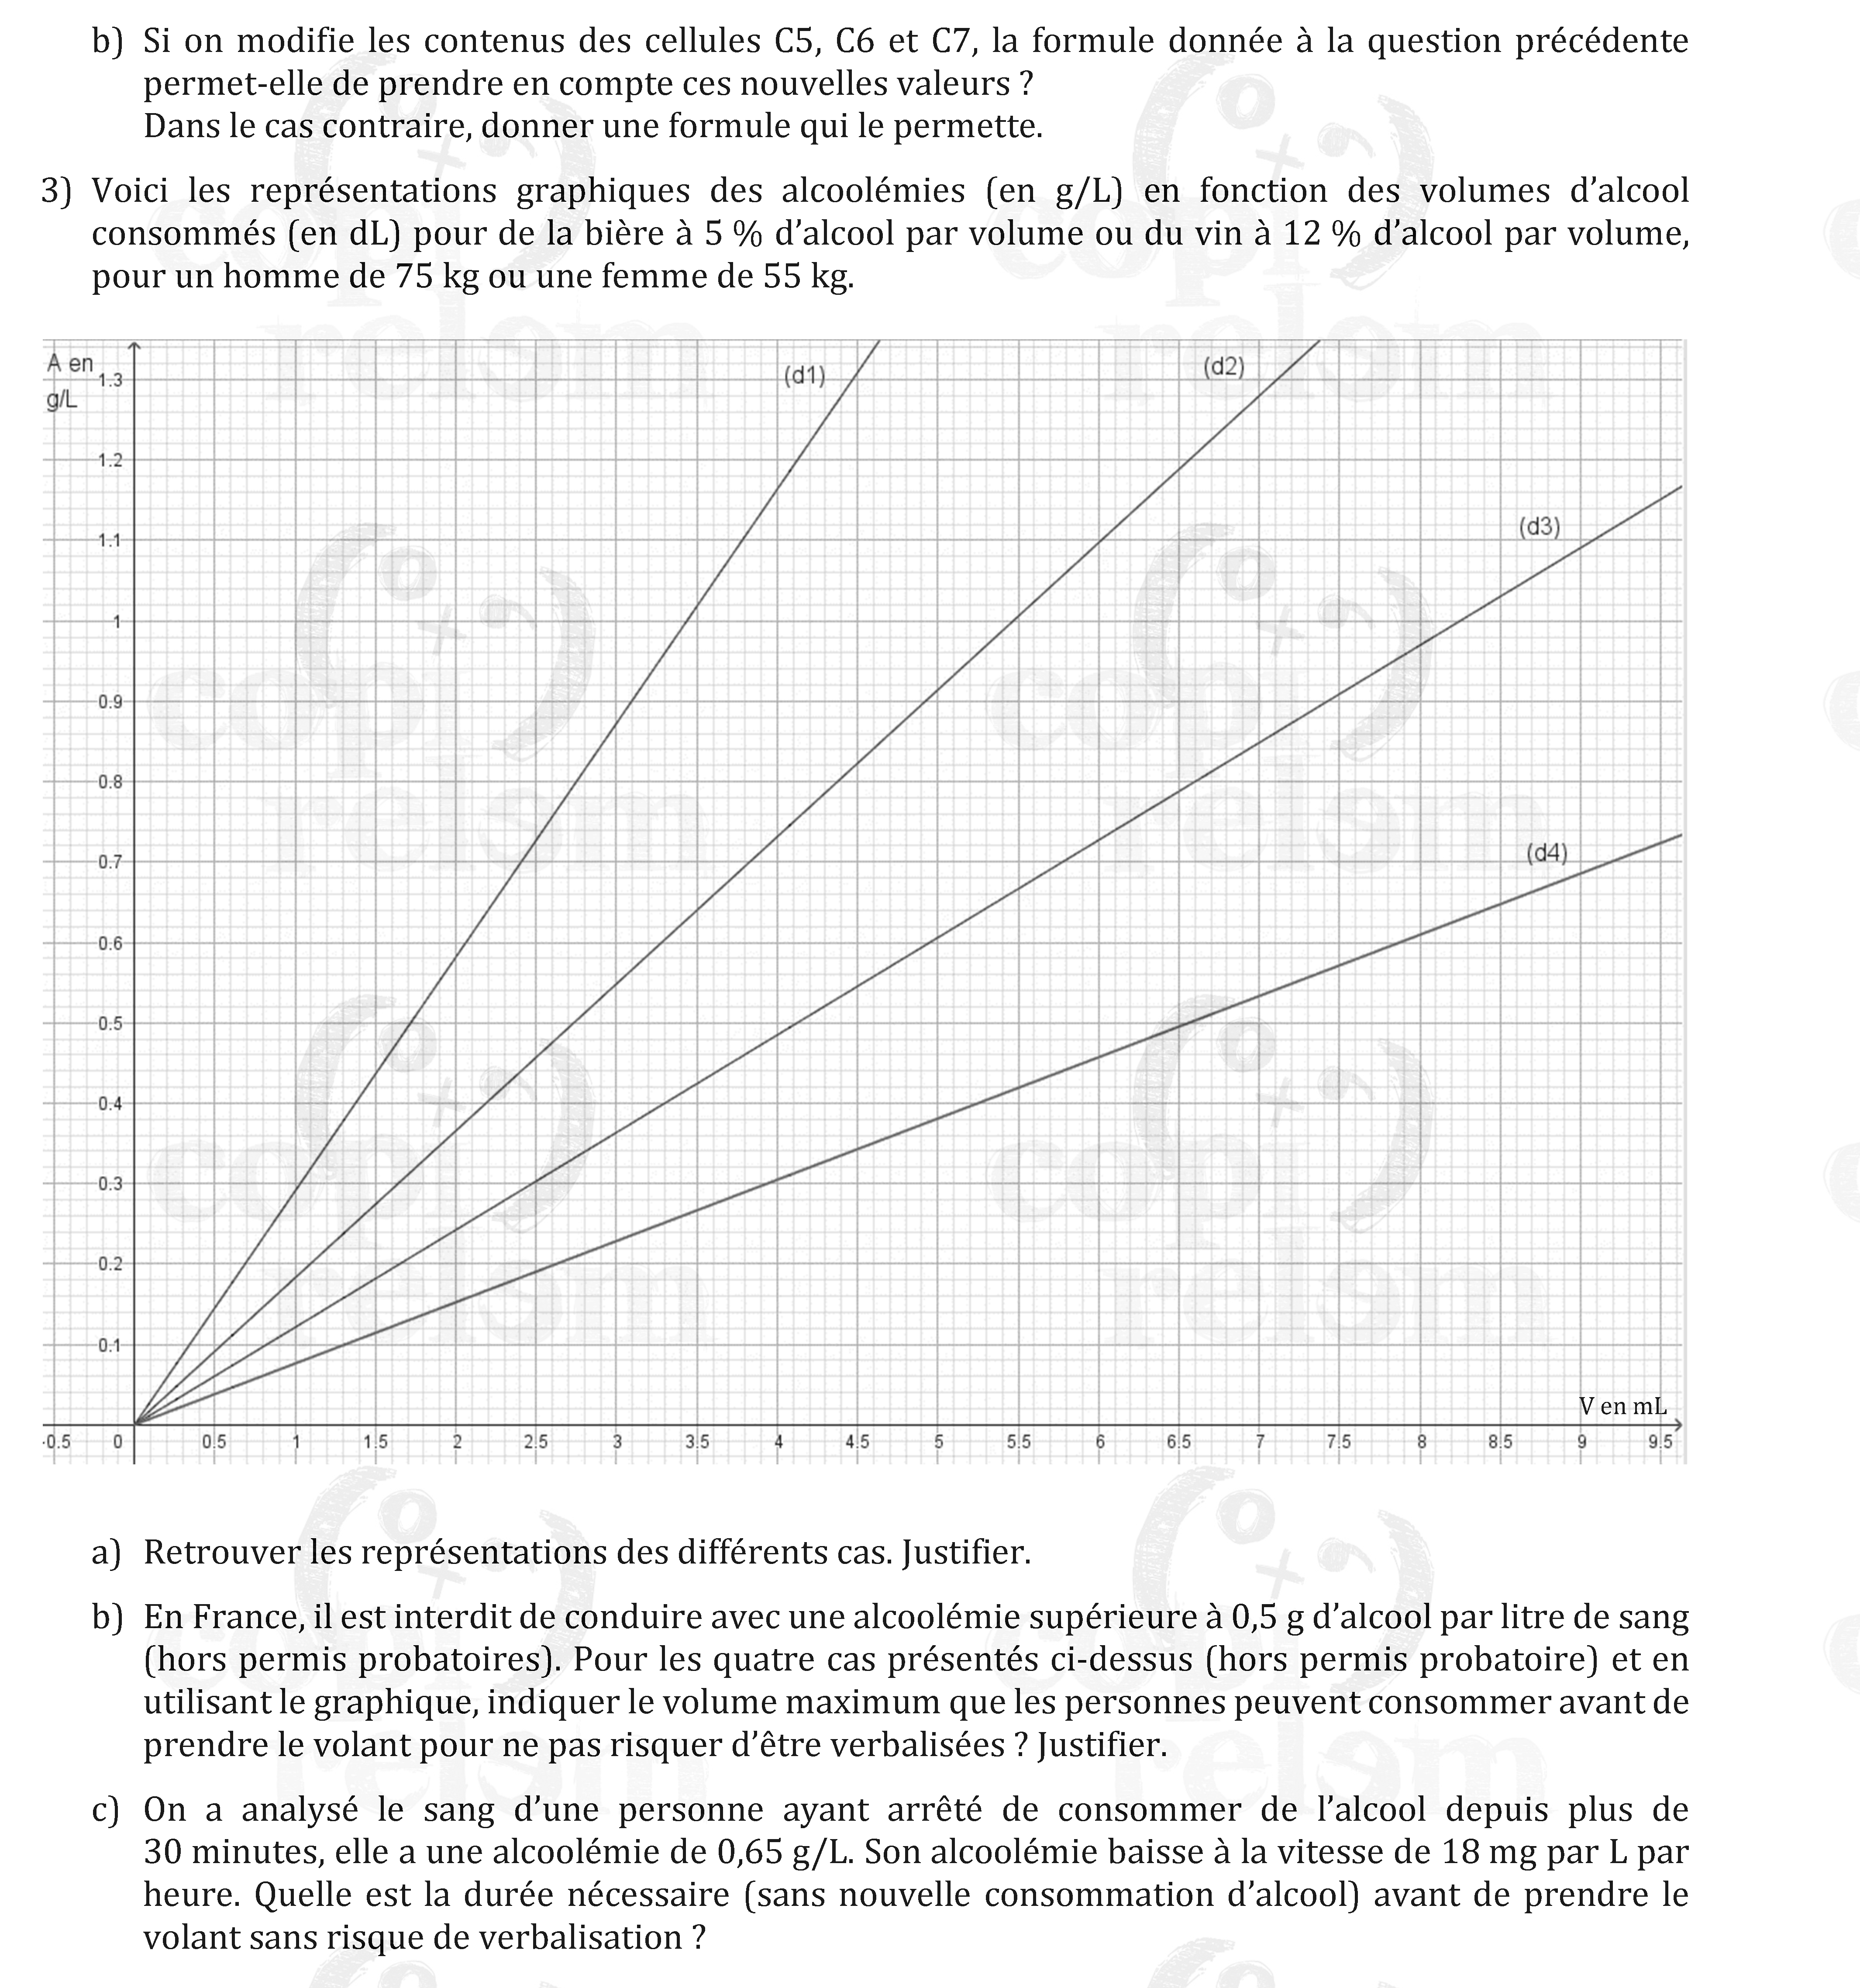 b) Si on modifie les contenus des cellules C5, C6 et C7, la formule donnée à la question précédente
permet-elle de prendre en compte ces nouvelles valeurs ?
Dans le cas contraire, donner une formule qui le permette.
3) Voici les représentations graphiques des alcoolémies (en g/L) en fonction des volumes d’alcool
consommés (en dL) pour de la bière à 5 % d’alcool par volume ou du vin à 12 % d’alcool par volume,
pour un homme de 75 kg ou une femme de 55 kg.
A en
g/L
1.3
1.2
1.1
1
0.9
0.8
0.7
0.6
0.5
0.4
0.3
0.2
0.1
(d1)
(d2)
(d3)
(d4)
V en mL
-0.5 0 0.5 1 1.5 2 2.5 3 3.5 4 4.5 5 5.5 6 6.5 7 7.5 8 8.5 9 9.5
a) Retrouver les représentations des différents cas. Justifier.
b) En France, il est interdit de conduire avec une alcoolémie supérieure à 0,5 g d’alcool par litre de sang
(hors permis probatoires). Pour les quatre cas présentés ci-dessus (hors permis probatoire) et en
utilisant le graphique, indiquer le volume maximum que les personnes peuvent consommer avant de
prendre le volant pour ne pas risquer d’être verbalisées ? Justifier.
c) On a analysé le sang d’une personne ayant arrêté de consommer de l’alcool depuis plus de
30 minutes, elle a une alcoolémie de 0,65 g/L. Son alcoolémie baisse à la vitesse de 18 mg par L par
heure. Quelle est la durée nécessaire (sans nouvelle consommation d’alcool) avant de prendre le
volant sans risque de verbalisation ?
copi
relem